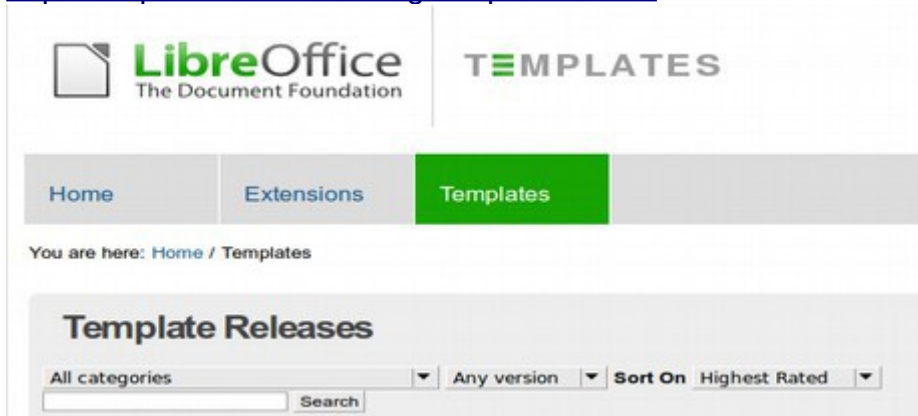 LibreOffice
The Document Foundation
TEMPLATES
Home Extensions Templates
You are here: Home / Templates
Template Releases
All categories Any version Sort On Highest Rated
Search